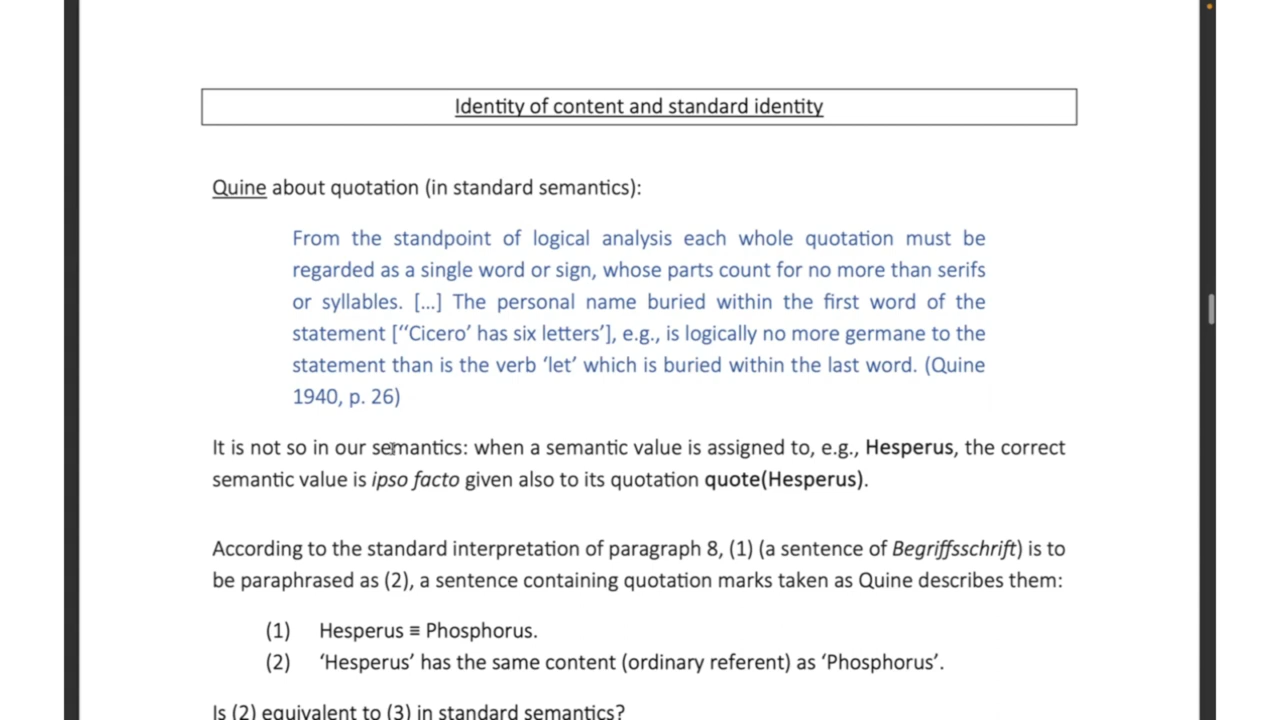 Identity of content and standard identity
Quine about quotation (in standard semantics):
From the standpoint of logical analysis each whole quotation must be
regarded as a single word or sign, whose parts count for no more than serifs
or syllables. [...] The personal name buried within the first word of the
statement [“Cicero’ has six letters’], e.g., is logically no more germane to the
statement than is the verb ‘let’ which is buried within the last word. (Quine
1940, p. 26)
It is not so in our semantics: when a semantic value is assigned to, e.g., Hesperus, the correct
semantic value is ipso facto given also to its quotation quote(Hesperus).
According to the standard interpretation of paragraph 8, (1) (a sentence of Begriffsschrift) is to
be paraphrased as (2), a sentence containing quotation marks taken as Quine describes them:
(1) Hesperus ≡ Phosphorus.
(2) ‘Hesperus’ has the same content (ordinary referent) as ‘Phosphorus’.
Is (2) equivalent to (3) in standard semantics?